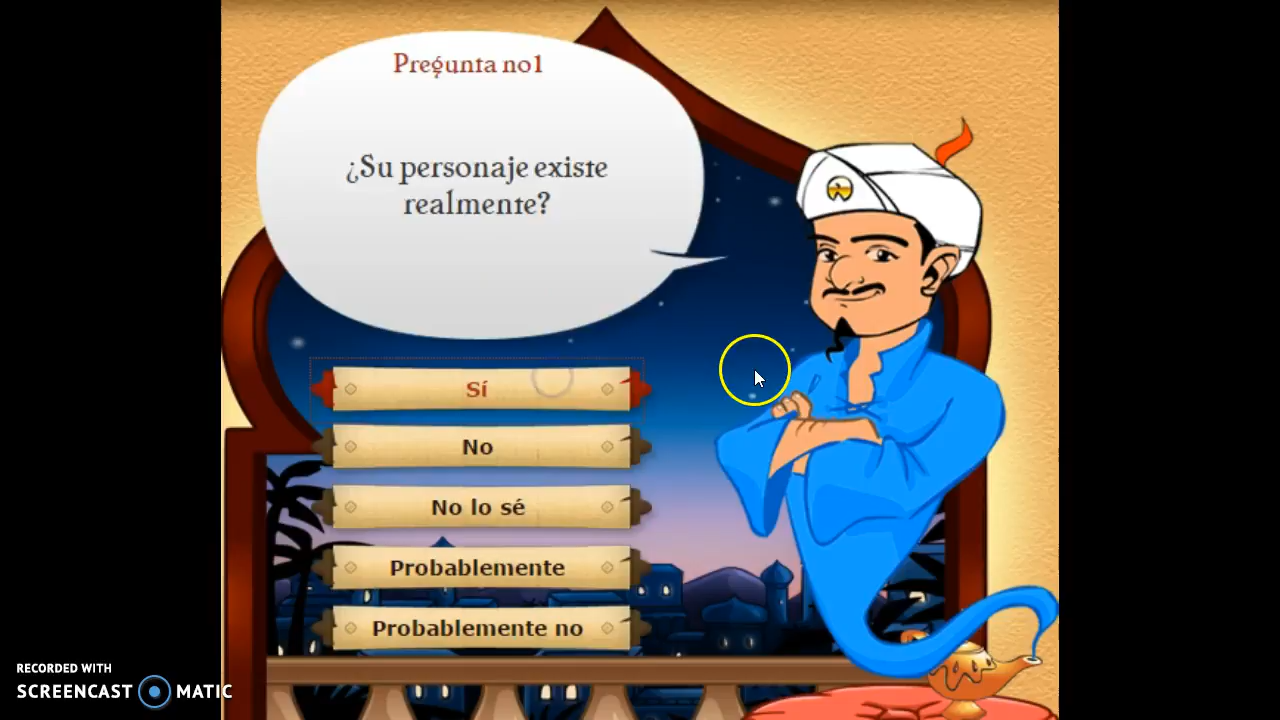 Pregunta no1
¿Su personaje existe
realmente?
Sí
No
No lo sé
Probablemente
Probablemente no
RECORDED WITH
SCREENCAST MATIC